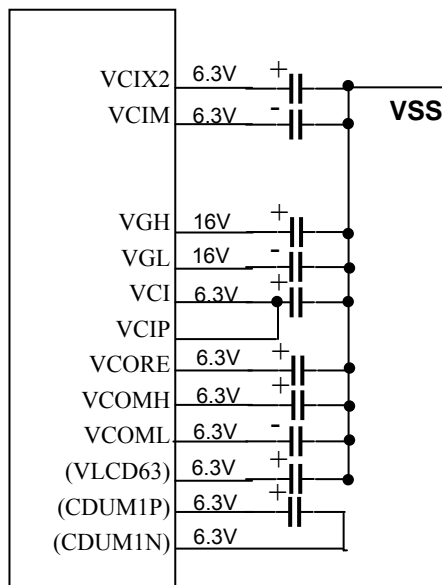 VCIX2 6.3V +
VCIM 6.3V -
VSS
VGH 16V +
VGL 16V -
VCI 6.3V +
VCIP
VCORE 6.3V +
VCOMH 6.3V +
VCOML 6.3V -
(VLCD63) 6.3V +
(CDUM1P) 6.3V +
(CDUM1N) 6.3V